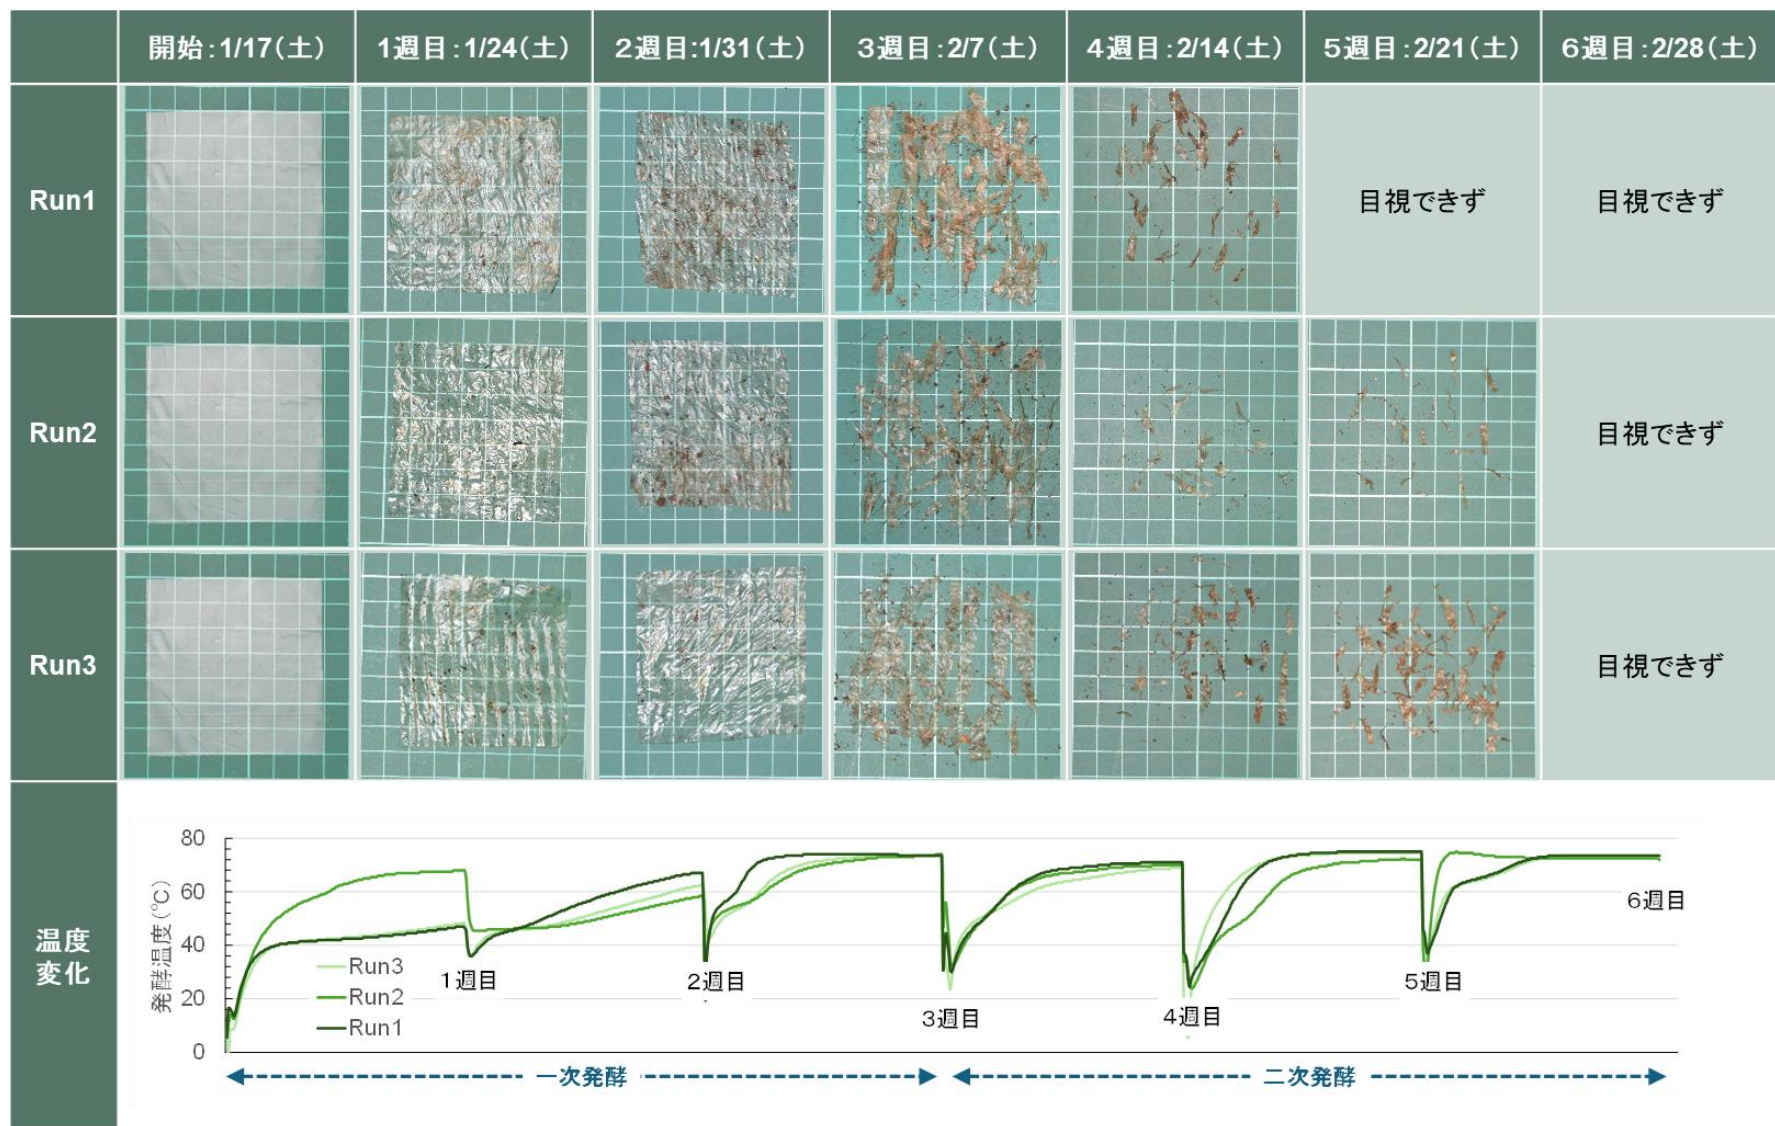 開始:1/17(土)
1週目:1/24(土)
2週目:1/31(土)
3週目:2/7(土)
4週目:2/14(土)
5週目:2/21(土)
6週目:2/28(土)
Run1
目視できず
目視できず
Run2
目視できず
Run3
目視できず
温度
変化
発酵温度(℃)
80
60
40
20
0
Run3
Run2
Run1
1週目
2週目
3週目
4週目
5週目
6週目
一次発酵
二次発酵